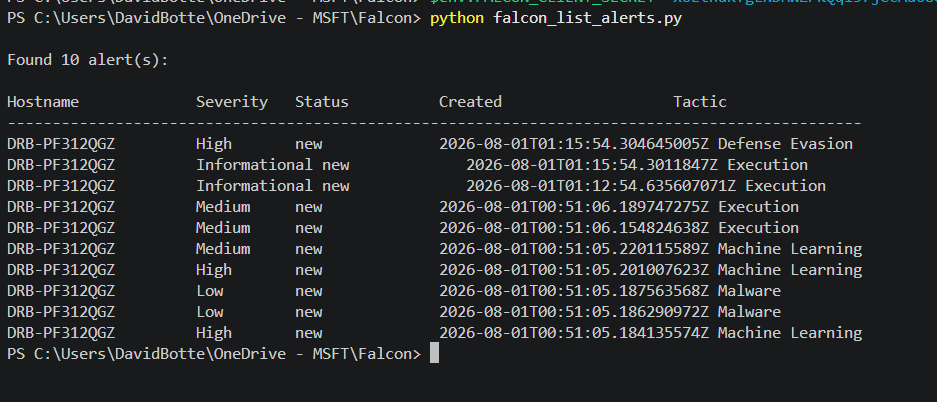 PS C:\Users\DavidBotte\OneDrive - MSFT\Falcon> python falcon_list_alerts.py
Found 10 alert(s):
Hostname Severity Status Created Tactic
-----------------------------------------------------------------------------------------------
DRB-PF312QGZ High new 2026-08-01T01:15:54.304645005Z Defense Evasion
DRB-PF312QGZ Informational new 2026-08-01T01:15:54.3011847Z Execution
DRB-PF312QGZ Informational new 2026-08-01T01:12:54.635607071Z Execution
DRB-PF312QGZ Medium new 2026-08-01T00:51:06.189747275Z Execution
DRB-PF312QGZ Medium new 2026-08-01T00:51:06.154824638Z Execution
DRB-PF312QGZ Medium new 2026-08-01T00:51:05.220115589Z Machine Learning
DRB-PF312QGZ High new 2026-08-01T00:51:05.201007623Z Machine Learning
DRB-PF312QGZ Low new 2026-08-01T00:51:05.187563568Z Malware
DRB-PF312QGZ Low new 2026-08-01T00:51:05.186290972Z Malware
DRB-PF312QGZ High new 2026-08-01T00:51:05.184135574Z Machine Learning
PS C:\Users\DavidBotte\OneDrive - MSFT\Falcon>